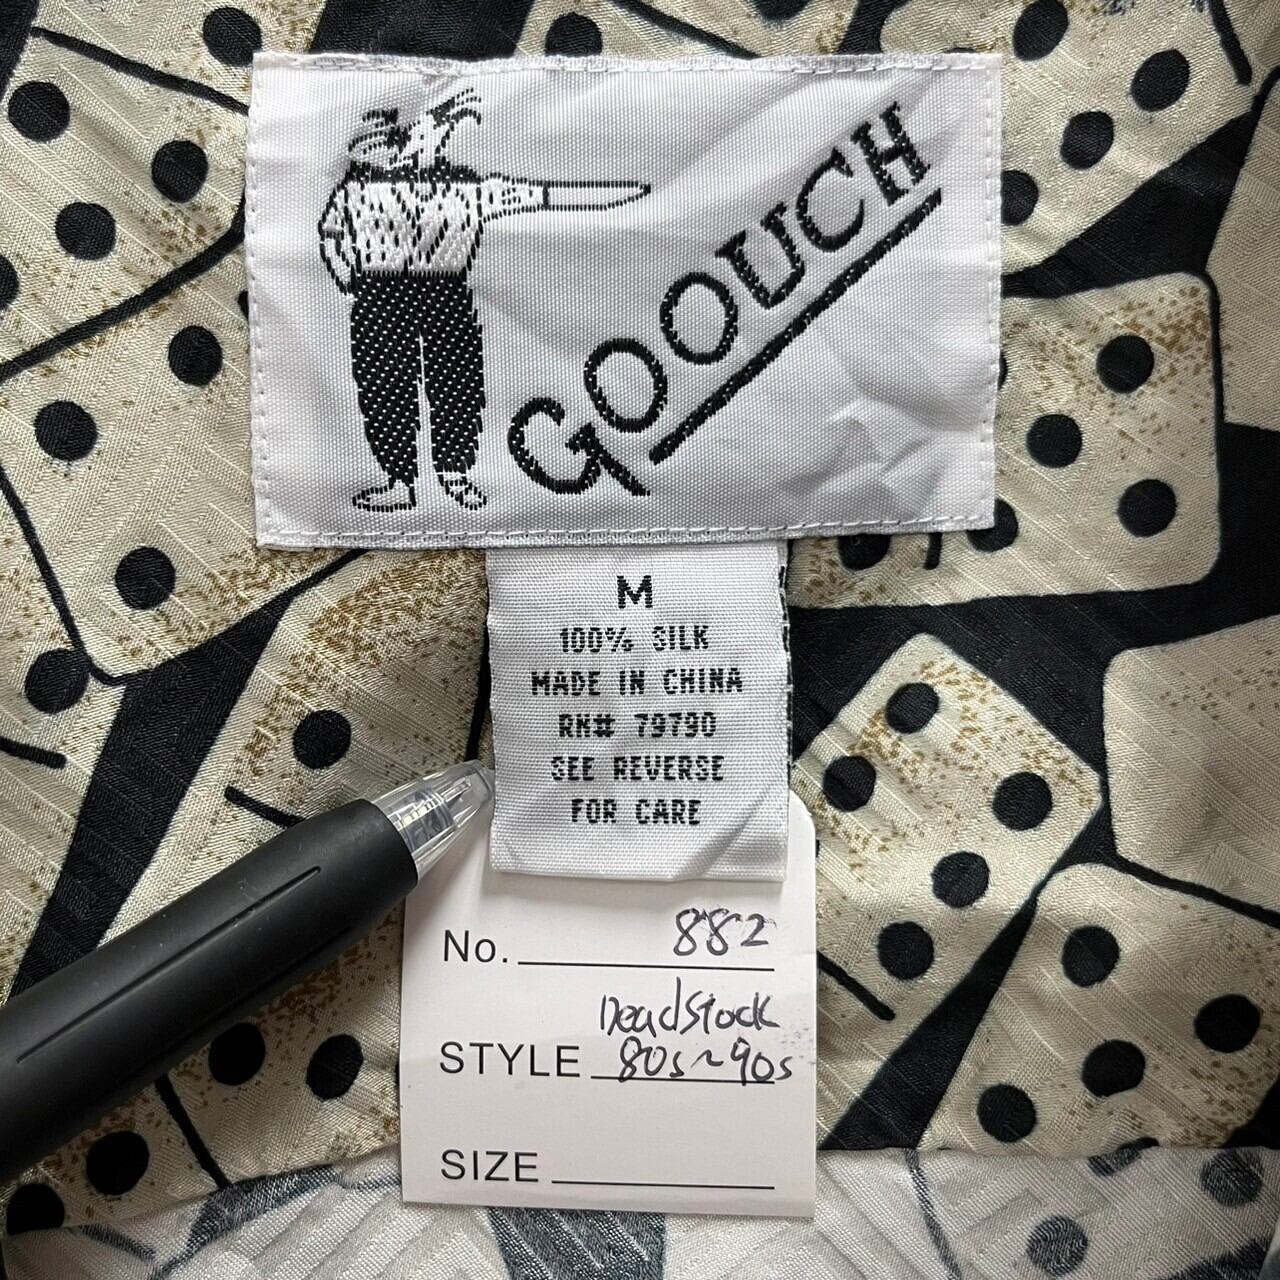 GOOUCH
M
100% SILK
MADE IN CHINA
RN# 79790
SEE REVERSE
FOR CARE
No. 882
Deadstock
STYLE 80s~90s
SIZE